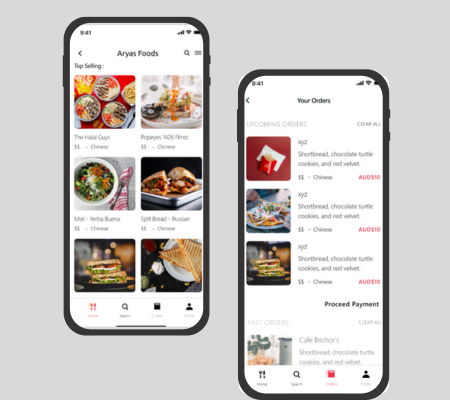 9:41
Aryas Foods
Top Selling :
The Halal Guys
$$ • Chinese
Popeyes 1426 Flrrst
$$ • Chinese
Mixt - Yerba Buena
$$ • Chinese
Split Bread - Russian
$$ • Chinese
Home
Search
Orders
Profile
9:41
Your Orders
UPCOMING ORDERS
CLEAR ALL
xyz
Shortbread, chocolate turtle
cookies, and red velvet.
$$ • Chinese
AUD$10
xyz
Shortbread, chocolate turtle
cookies, and red velvet.
$$ • Chinese
AUD$10
xyz
Shortbread, chocolate turtle
cookies, and red velvet.
$$ • Chinese
AUD$10
Proceed Payment
PAST ORDERS
CLEAR ALL
Cafe Brichor's
Shortbread, chocolate turtle
cookies, and red velvet.
Home
Search
Orders
Profile